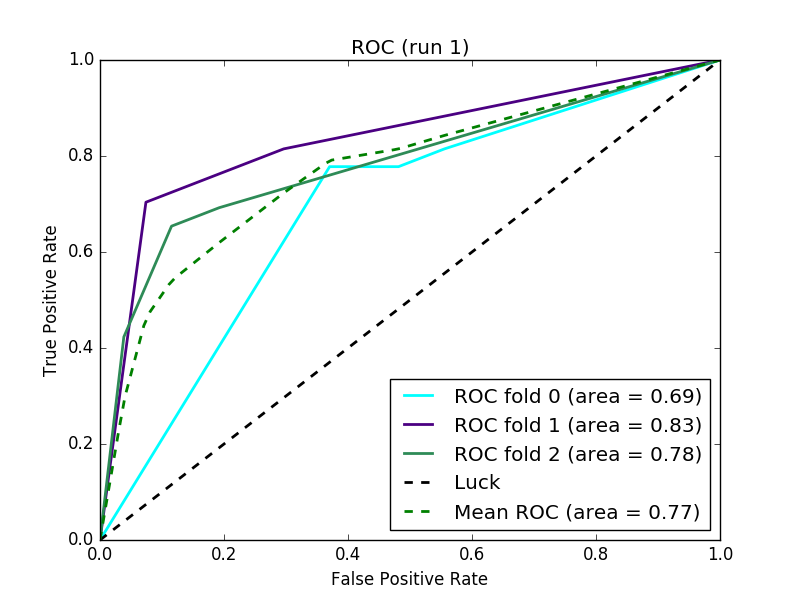 ROC (run 1)
1.0
0.8
0.6
0.4
0.2
0.0
True Positive Rate
ROC fold 0 (area = 0.69)
ROC fold 1 (area = 0.83)
ROC fold 2 (area = 0.78)
Luck
Mean ROC (area = 0.77)
0.0 0.2 0.4 0.6 0.8 1.0
False Positive Rate